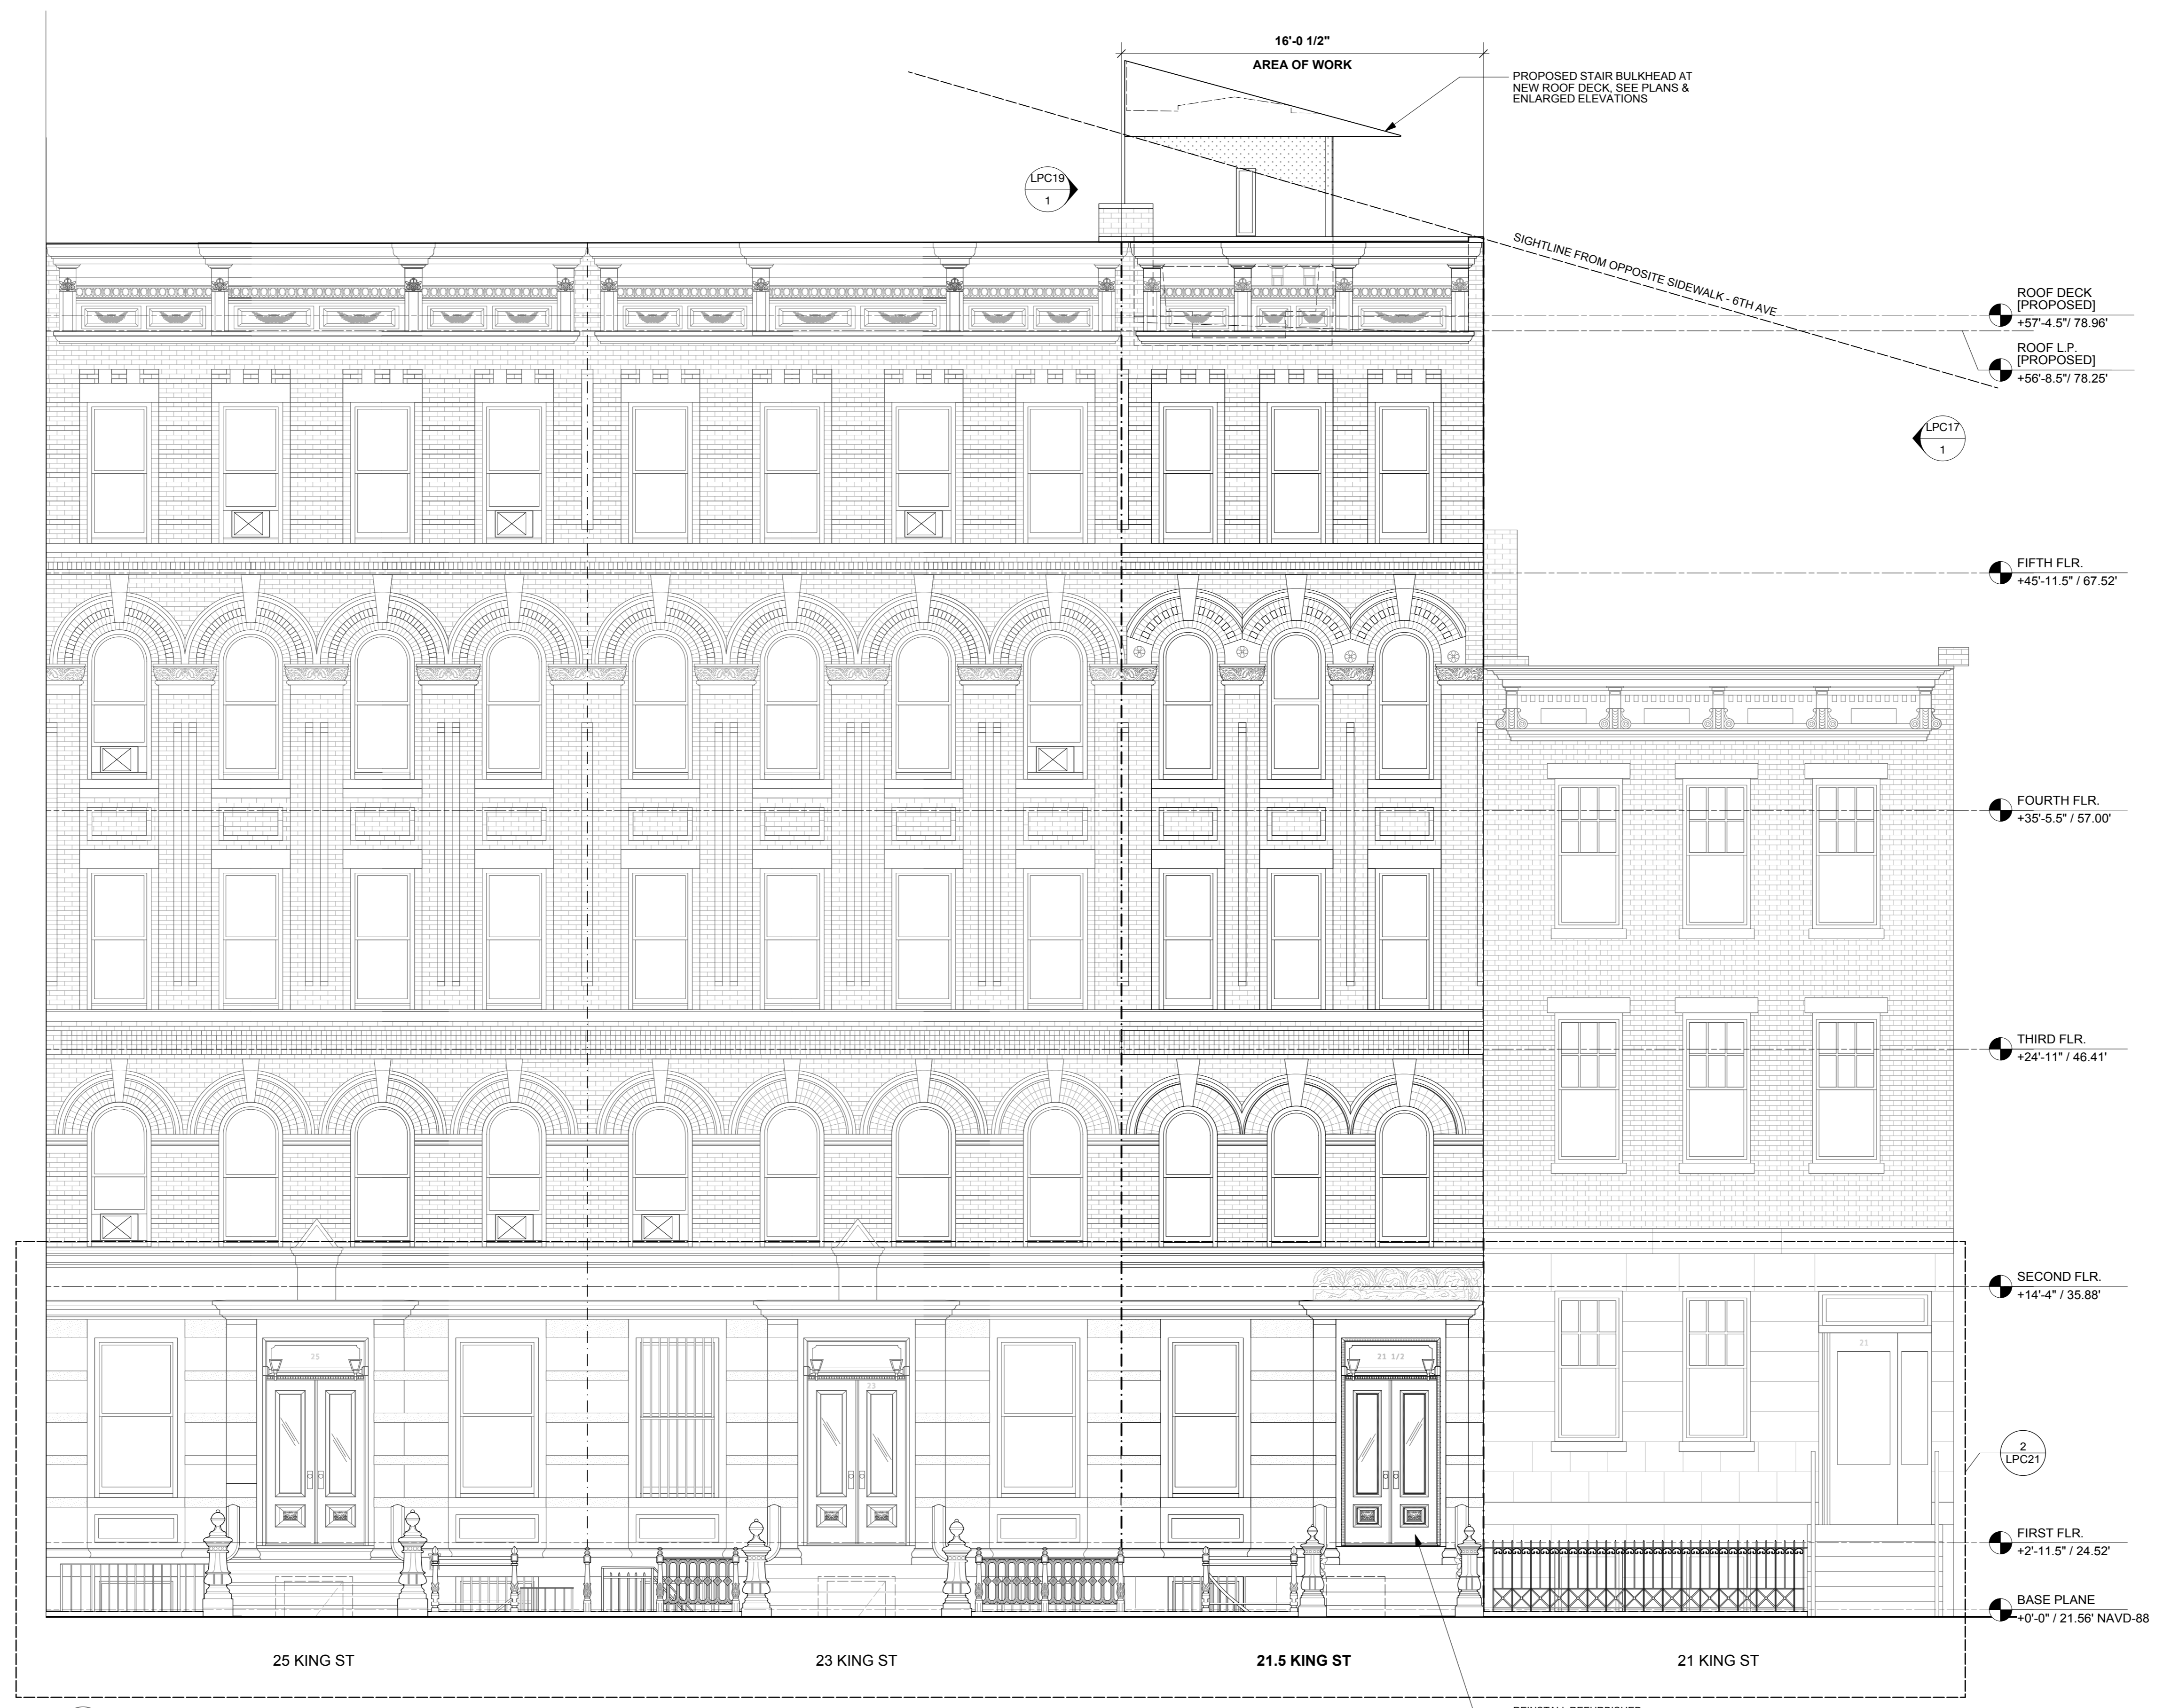 16'-0 1/2"
AREA OF WORK
PROPOSED STAIR BULKHEAD AT
NEW ROOF DECK, SEE PLANS &
ENLARGED ELEVATIONS
LPC19
1
SIGHTLINE FROM OPPOSITE SIDEWALK - 6TH AVE
ROOF DECK
[PROPOSED]
+57'-4.5"/ 78.96'
ROOF L.P.
[PROPOSED]
+56'-8.5"/ 78.25'
LPC17
1
FIFTH FLR.
+45'-11.5" / 67.52'
FOURTH FLR.
+35'-5.5" / 57.00'
THIRD FLR.
+24'-11" / 46.41'
SECOND FLR.
+14'-4" / 35.88'
25
23
21 1/2
21
2
LPC21
FIRST FLR.
+2'-11.5" / 24.52'
BASE PLANE
+0'-0" / 21.56' NAVD-88
25 KING ST
23 KING ST
21.5 KING ST
21 KING ST